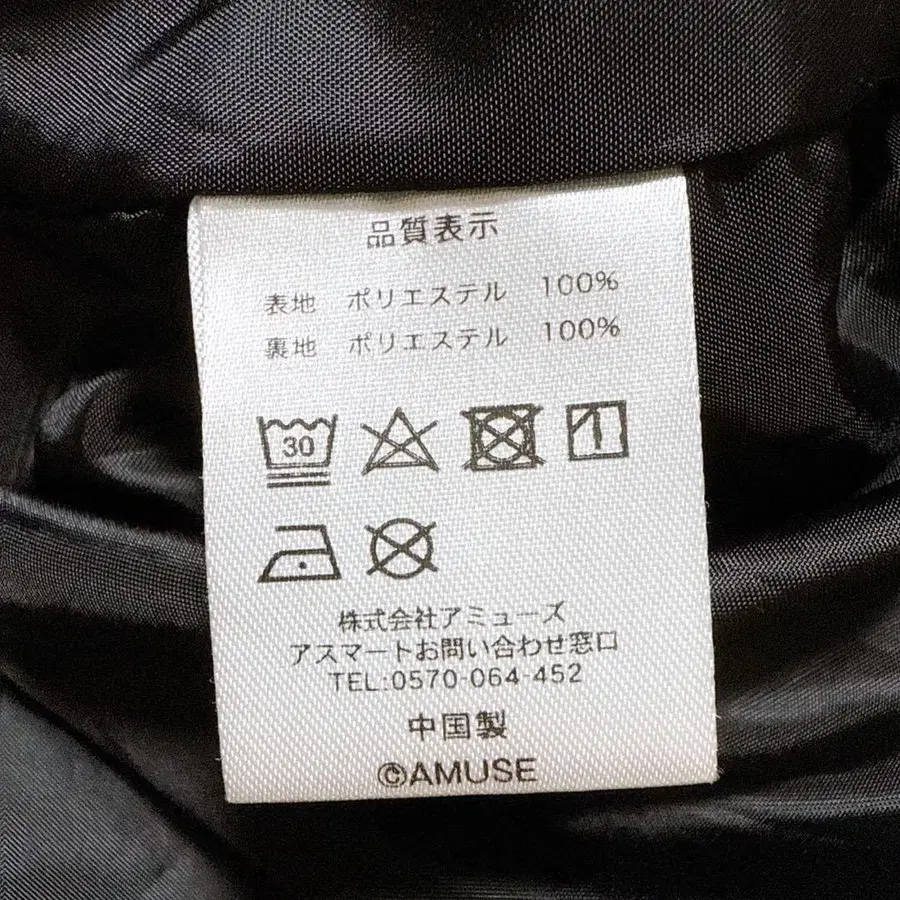 品質表示
表地 ポリエステル 100%
裏地 ポリエステル 100%
30
株式会社アミューズ
アスマートお問い合わせ窓口
TEL:0570-064-452
中国製
©AMUSE